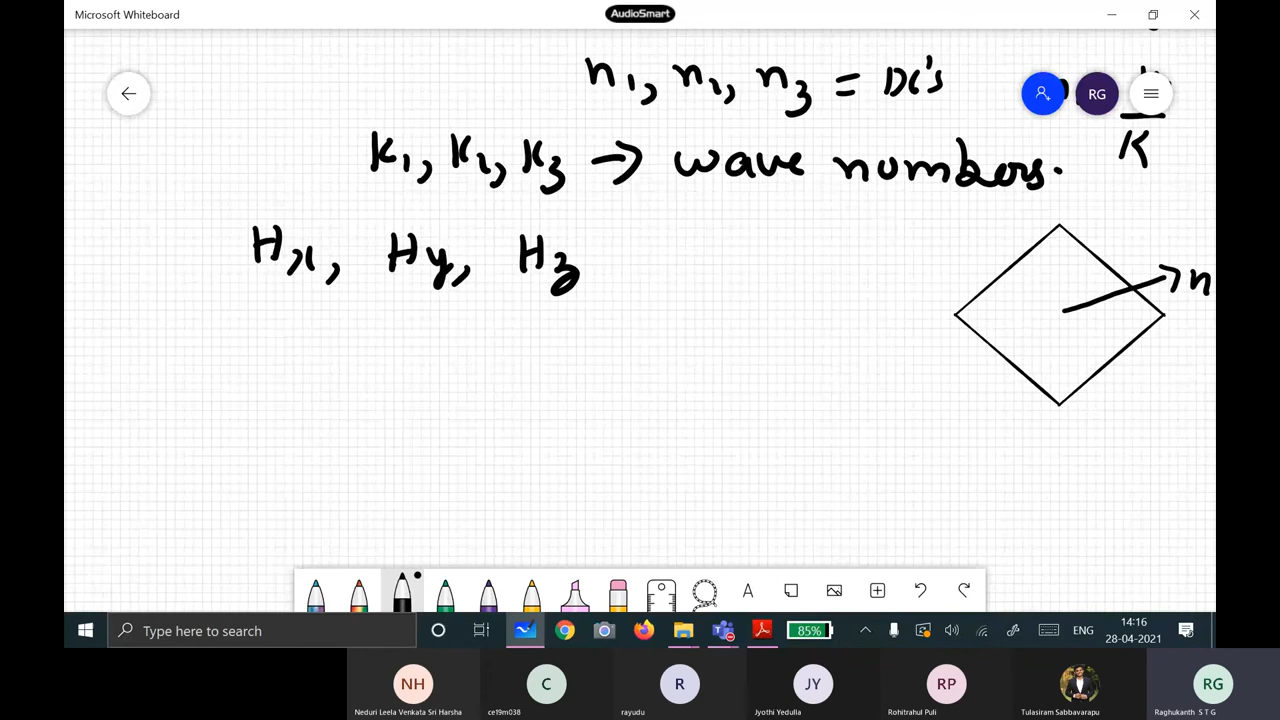 Microsoft Whiteboard
AudioSmart
n1, n2, n3 = DC's
RG
K
K1, K2, K3 → wave numbers.
Hx, Hy, Hz
n
A
Type here to search
85%
ENG
14:16
28-04-2021
NH
C
R
JY
RP
RG
Neduri Leela Venkata Sri Harsha
ce19m038
rayudu
Jyothi Yedulla
Rohitrahul Puli
Tulasiram Sabbavarapu
Raghukanth S T G